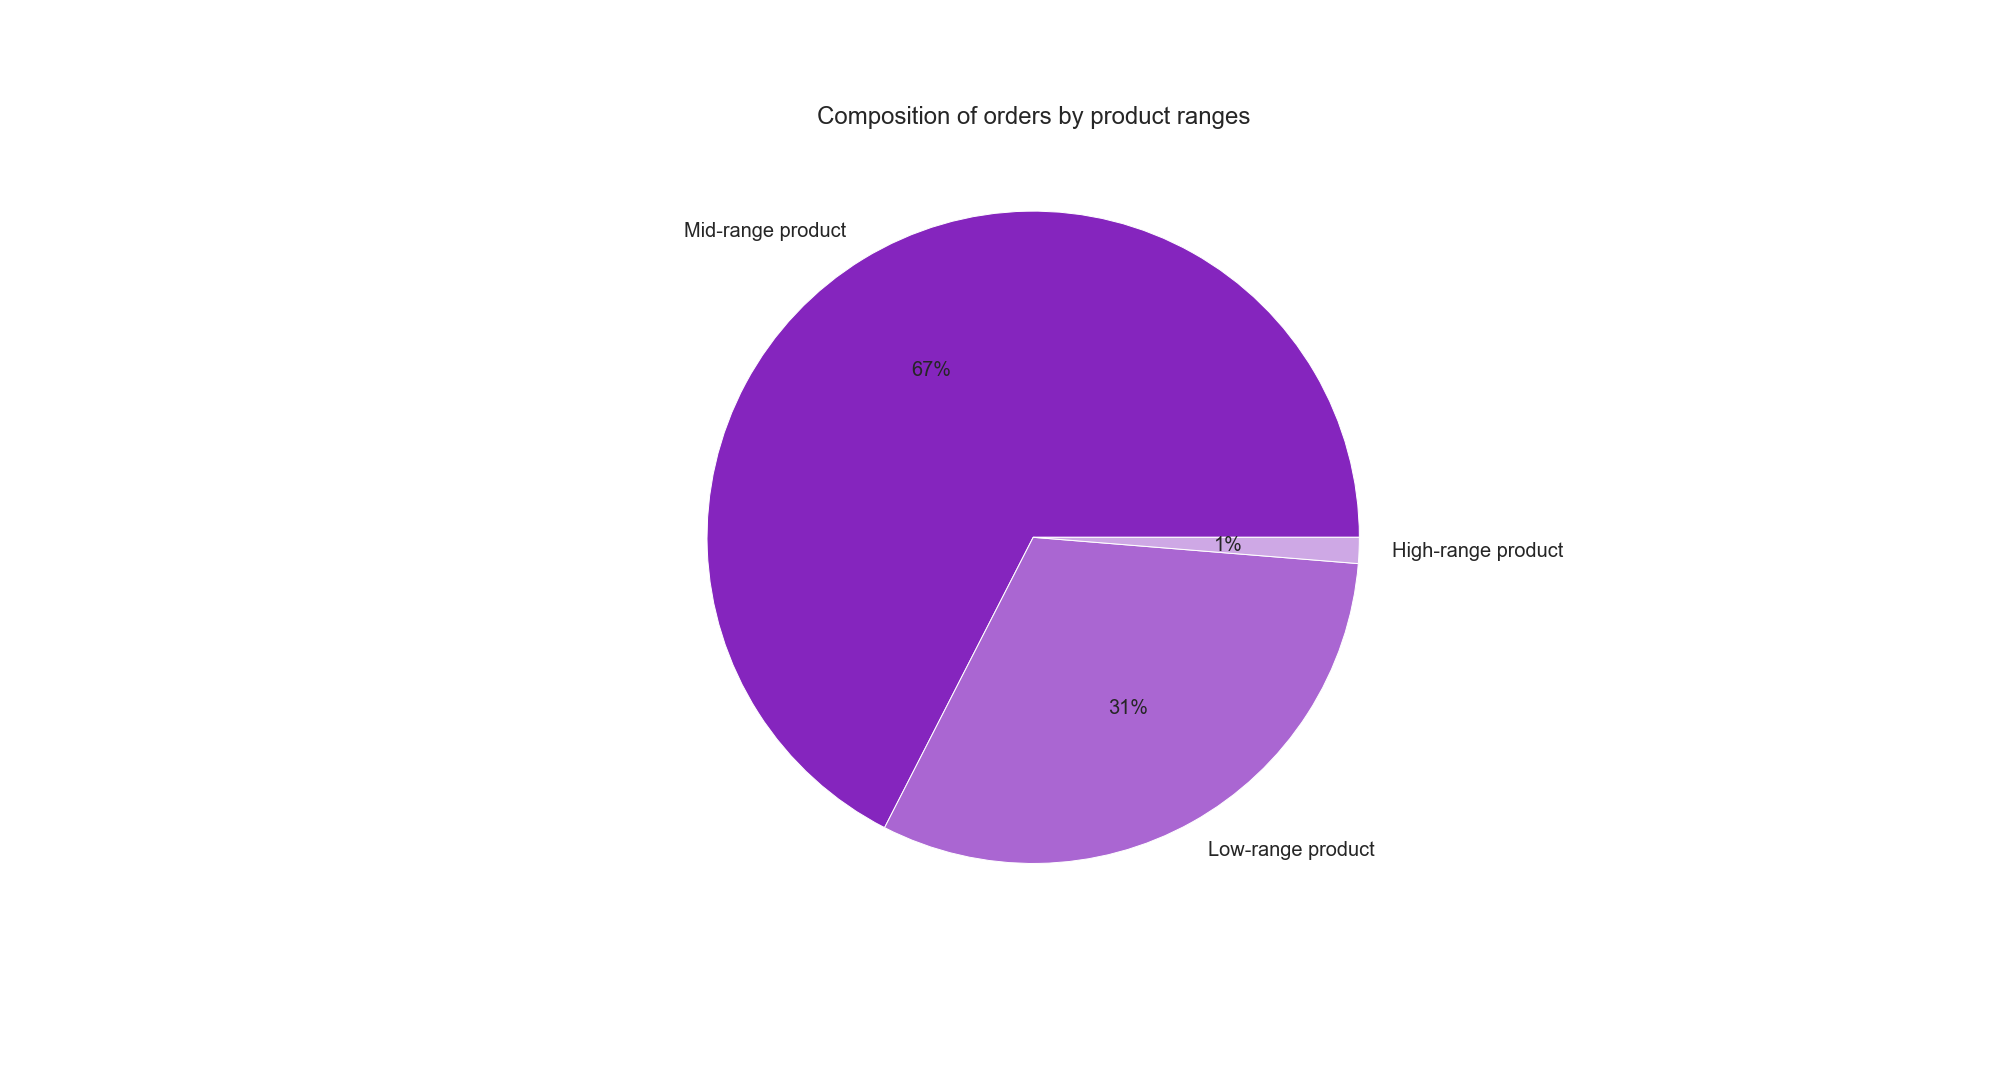 Composition of orders by product ranges
Mid-range product
67%
1%
High-range product
31%
Low-range product